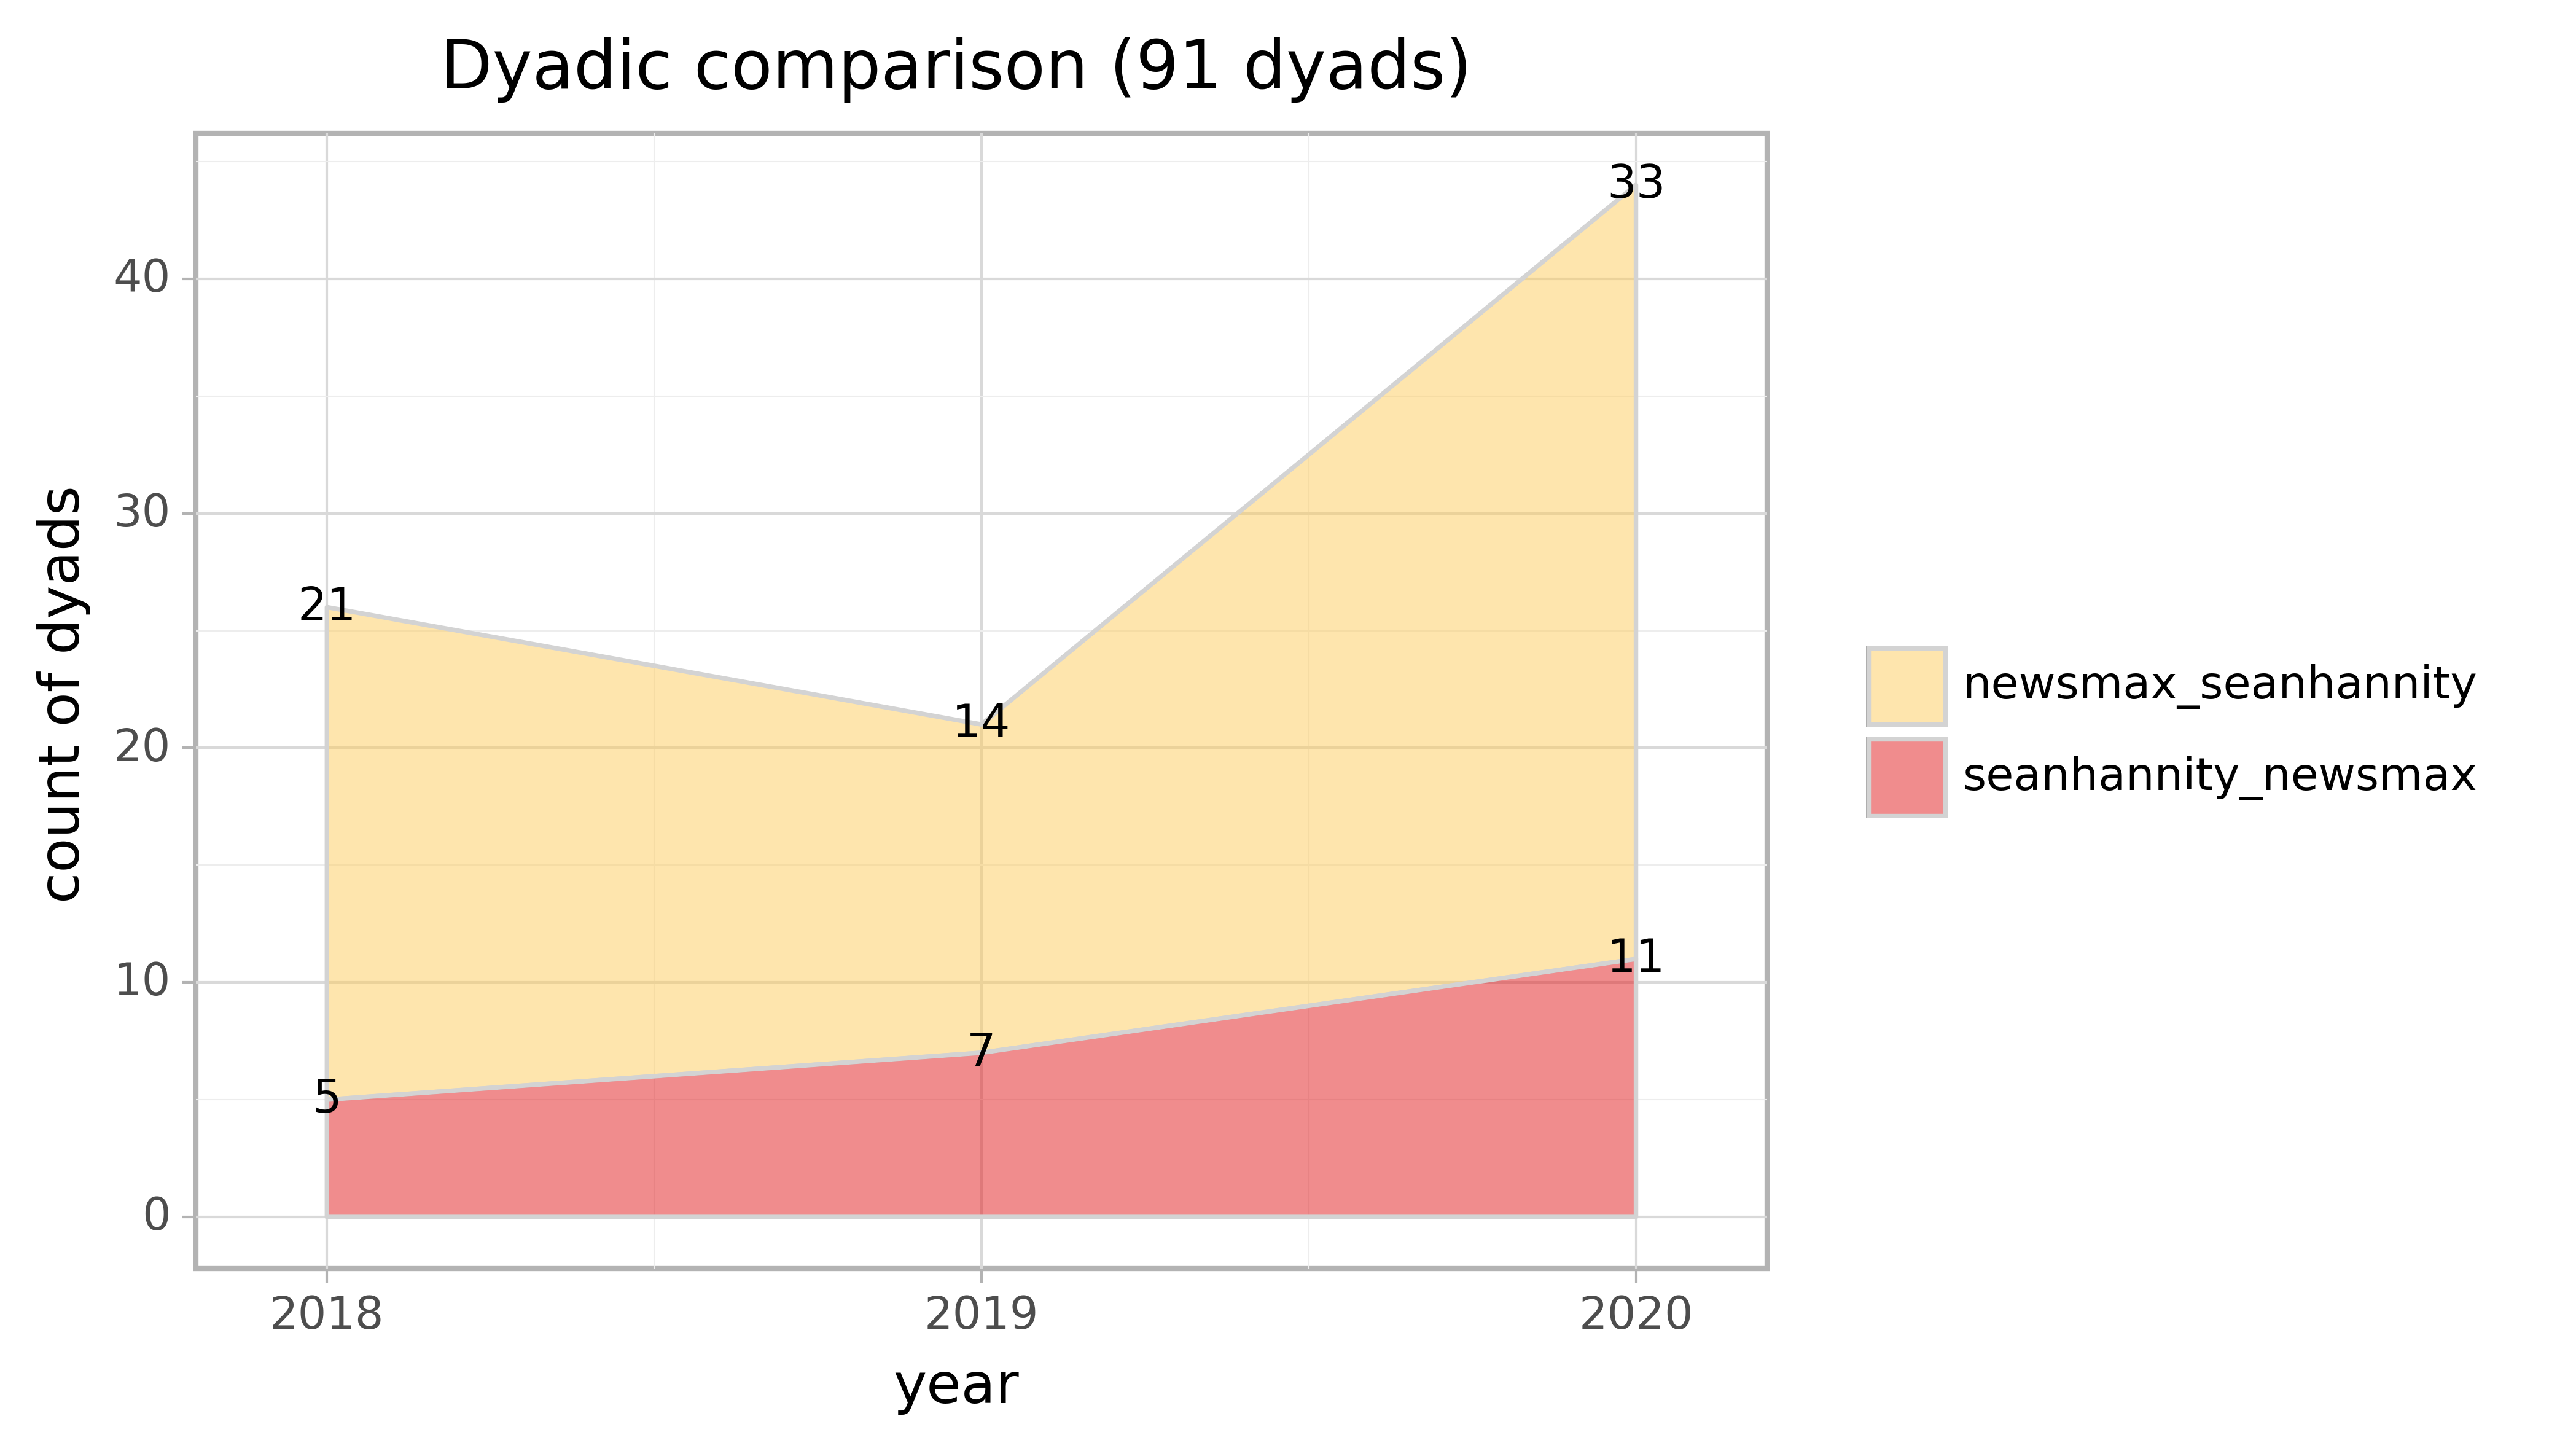 Dyadic comparison (91 dyads)
count of dyads
40
30
20
10
0
21
14
33
5
7
11
2018
2019
2020
year
newsmax_seanhannity
seanhannity_newsmax